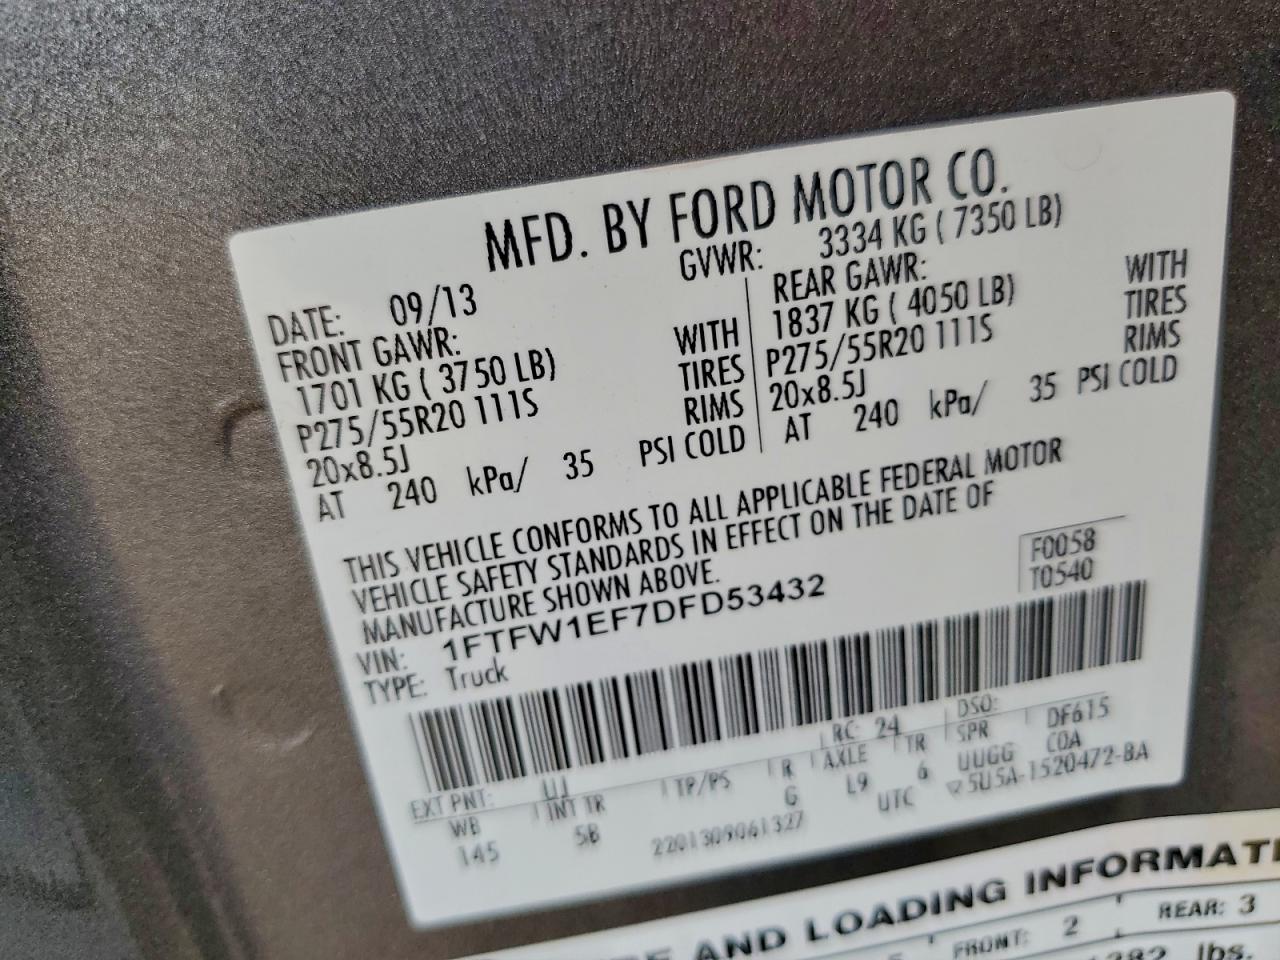 MFD. BY FORD MOTOR CO.
DATE: 09/13 GVWR: 3334 KG ( 7350 LB)
FRONT GAWR: REAR GAWR:
1701 KG ( 3750 LB) WITH 1837 KG ( 4050 LB) WITH
P275/55R20 111S TIRES P275/55R20 111S TIRES
20x8.5J RIMS 20x8.5J RIMS
AT 240 kPa/ 35 PSI COLD AT 240 kPa/ 35 PSI COLD
THIS VEHICLE CONFORMS TO ALL APPLICABLE FEDERAL MOTOR
VEHICLE SAFETY STANDARDS IN EFFECT ON THE DATE OF
MANUFACTURE SHOWN ABOVE.
F0058
T0540
VIN: 1FTFW1EF7DFD53432
TYPE: Truck
EXT PNT: UJ RC: 24 DSO: DF615
WB INT TR TP/PS R AXLE TR SPR COA
145 5B G L9 6 UUGG
2201309061327 UTC 5U5A-1520472-BA
AND LOADING INFORMATI
FRONT: 2 REAR: 3
lbs.